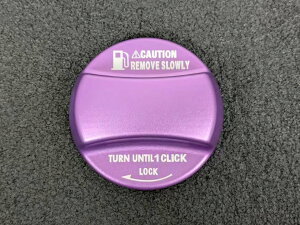 ⚠CAUTION
REMOVE SLOWLY
TURN UNTIL 1 CLICK
LOCK